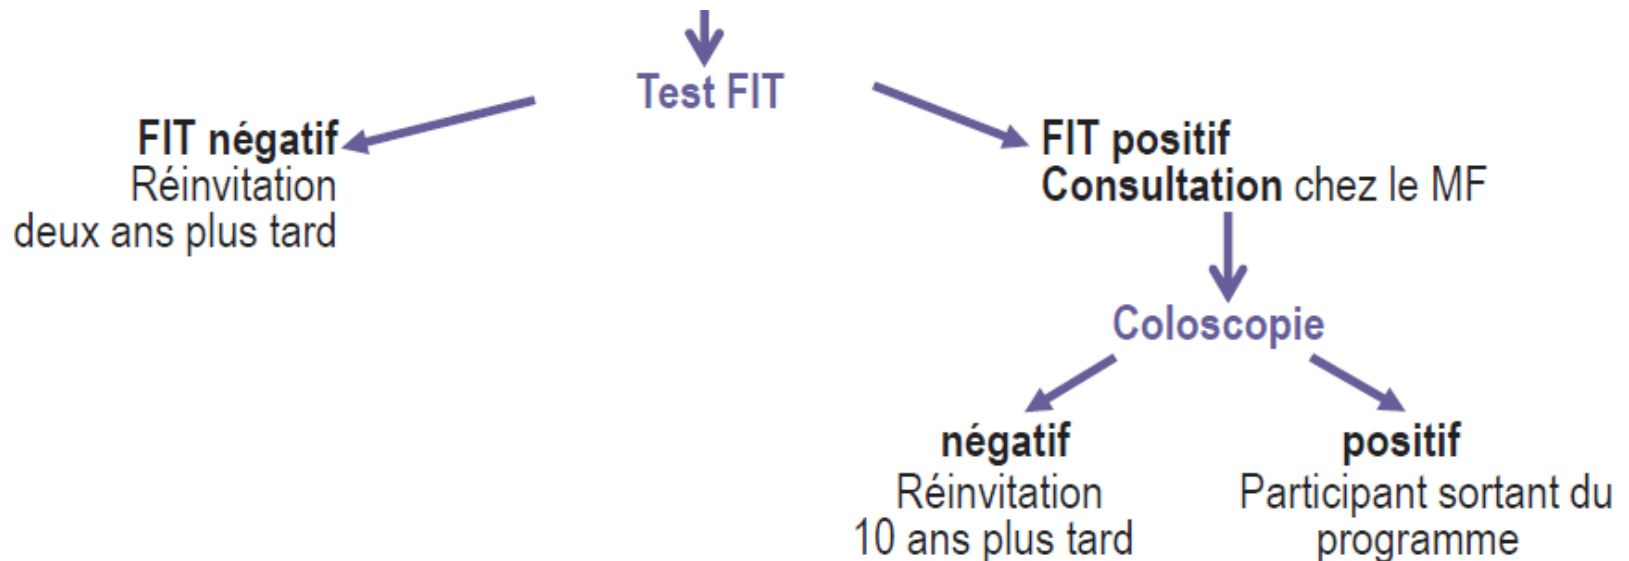 Test FIT
FIT négatif
Réinvitation
deux ans plus tard
FIT positif
Consultation chez le MF
Coloscopie
négatif
Réinvitation
10 ans plus tard
positif
Participant sortant du
programme